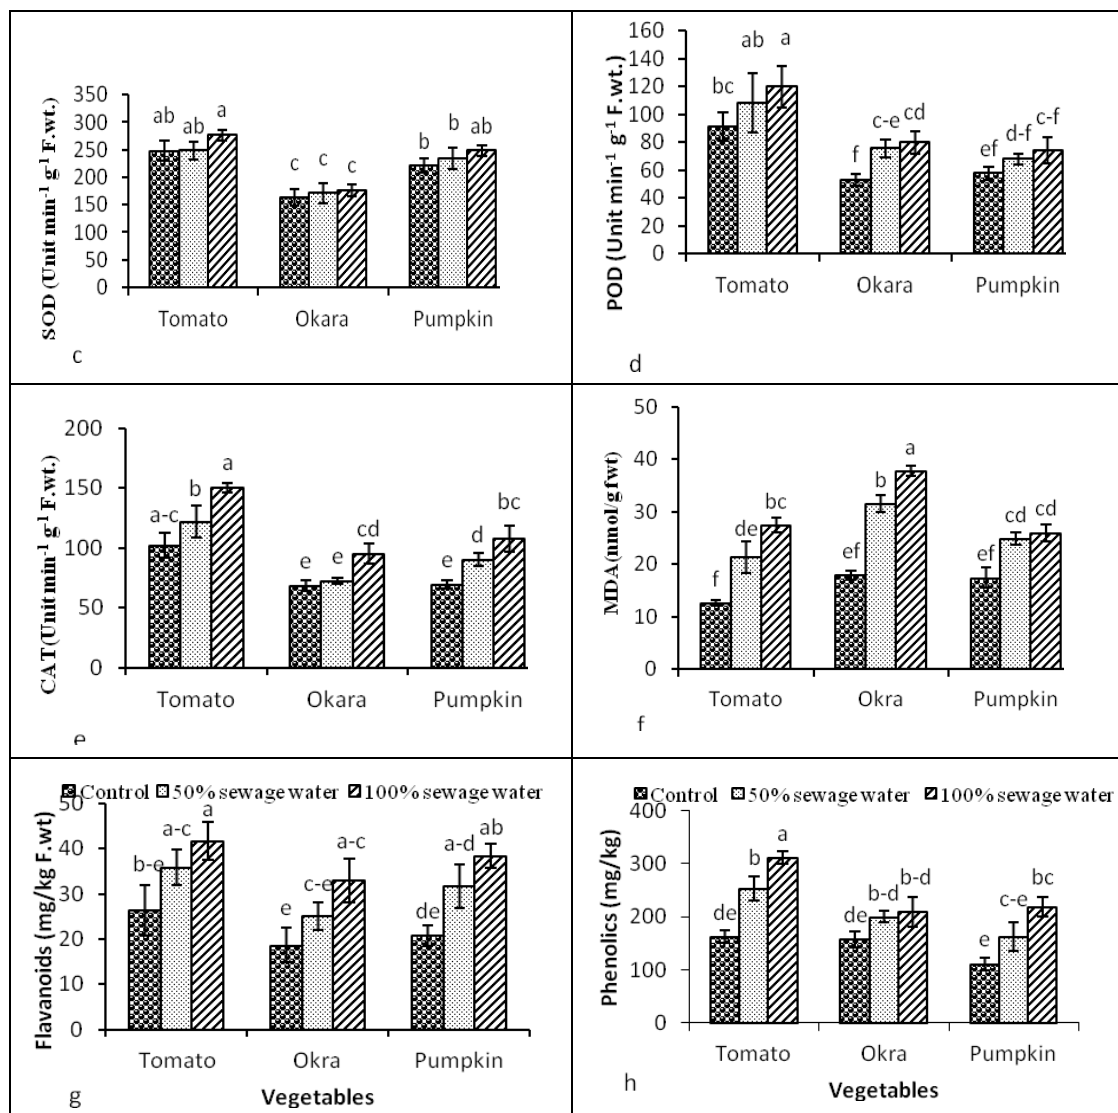 SOD (Unit min-1 g-1 F.wt.)
350
300
250
200
150
100
50
0
ab
ab
a
c
c
c
b
b
ab
Tomato
Okara
Pumpkin
c
POD (Unit min-1 g-1 F.wt.)
160
140
120
100
80
60
40
20
0
bc
ab
a
f
c-e
cd
ef
d-f
c-f
Tomato
Okara
Pumpkin
d
CAT(Unit min-1 g-1 F.wt.)
200
150
100
50
0
a-c
b
a
e
e
cd
e
d
bc
Tomato
Okara
Pumpkin
e
MDA(nmol/gfwt)
50
40
30
20
10
0
f
de
bc
ef
b
a
ef
cd
cd
Tomato
Okra
Pumpkin
f
Control 50% sewage water 100% sewage water
Flavanoids (mg/kg F.wt)
50
40
30
20
10
0
b-e
a-c
a
e
c-e
a-c
de
a-d
ab
Tomato
Okra
Pumpkin
Vegetables
g
Control 50% sewage water 100% sewage water
Phenolics (mg/kg)
400
300
200
100
0
de
b
a
de
b-d
b-d
e
c-e
bc
Tomato
Okra
Pumpkin
Vegetables
h